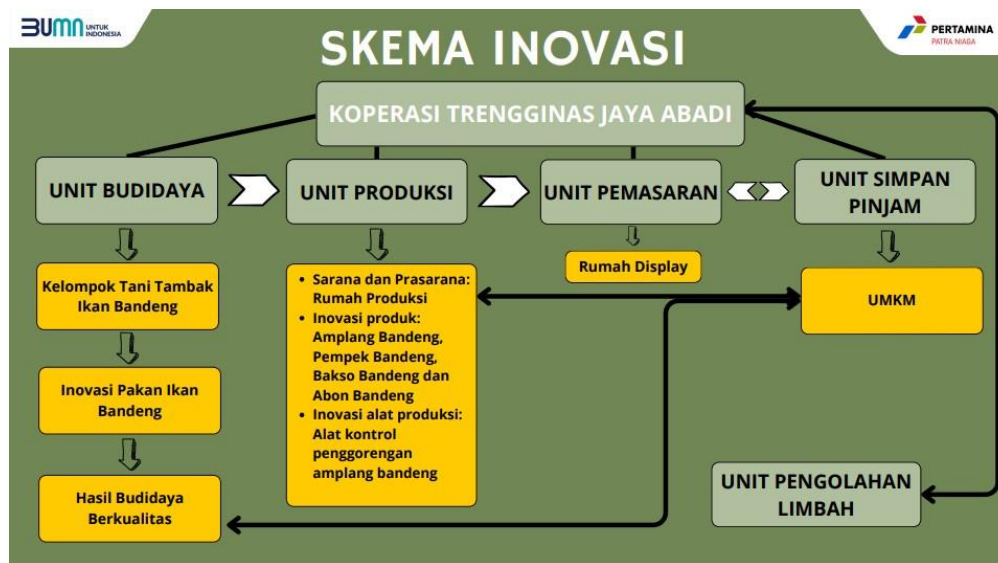 BUMN UNTUK
INDONESIA
PERTAMINA
PATRA NIAGA
SKEMA INOVASI
KOPERASI TRENGGINAS JAYA ABADI
UNIT BUDIDAYA
UNIT PRODUKSI
UNIT PEMASARAN
UNIT SIMPAN
PINJAM
Kelompok Tani Tambak
Ikan Bandeng
Inovasi Pakan Ikan
Bandeng
Hasil Budidaya
Berkualitas
• Sarana dan Prasarana:
Rumah Produksi
• Inovasi produk:
Amplang Bandeng,
Pempek Bandeng,
Bakso Bandeng dan
Abon Bandeng
• Inovasi alat produksi:
Alat kontrol
penggorengan
amplang bandeng
Rumah Display
UMKM
UNIT PENGOLAHAN
LIMBAH